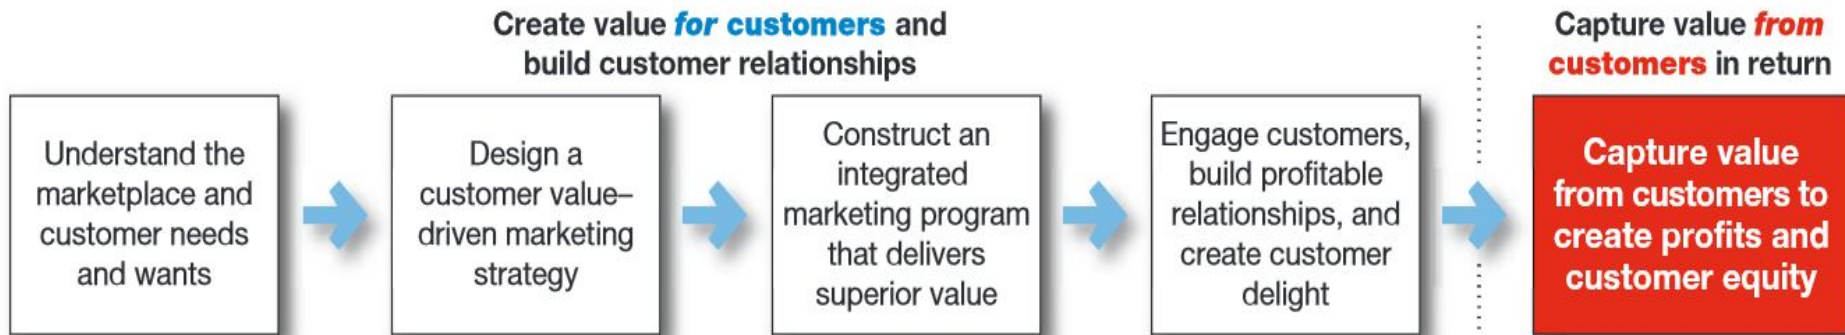 Create value for customers and
build customer relationships
Capture value from
customers in return
Understand the
marketplace and
customer needs
and wants
Design a
customer value–
driven marketing
strategy
Construct an
integrated
marketing program
that delivers
superior value
Engage customers,
build profitable
relationships, and
create customer
delight
Capture value
from customers to
create profits and
customer equity